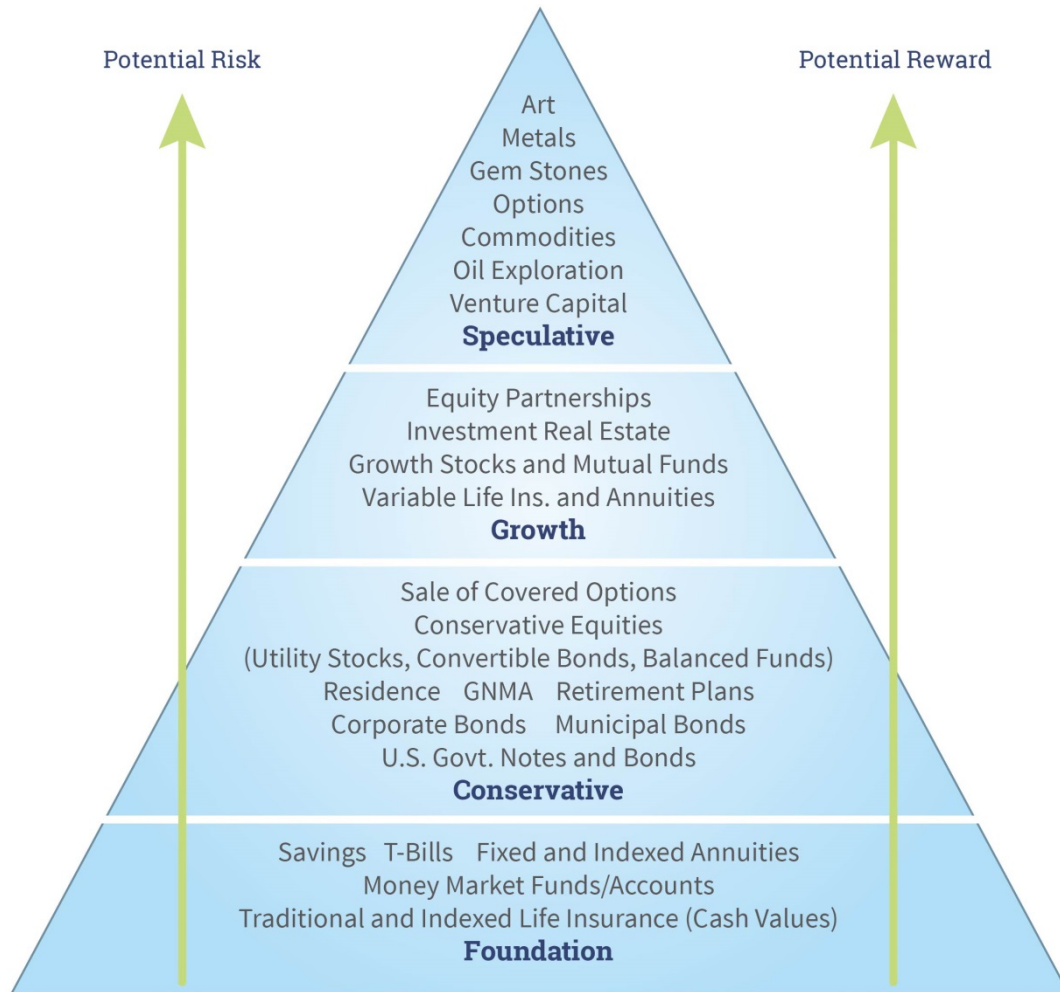 Potential Risk
Potential Reward
Art
Metals
Gem Stones
Options
Commodities
Oil Exploration
Venture Capital
Speculative
Equity Partnerships
Investment Real Estate
Growth Stocks and Mutual Funds
Variable Life Ins. and Annuities
Growth
Sale of Covered Options
Conservative Equities
(Utility Stocks, Convertible Bonds, Balanced Funds)
Residence GNMA Retirement Plans
Corporate Bonds Municipal Bonds
U.S. Govt. Notes and Bonds
Conservative
Savings T-Bills Fixed and Indexed Annuities
Money Market Funds/Accounts
Traditional and Indexed Life Insurance (Cash Values)
Foundation